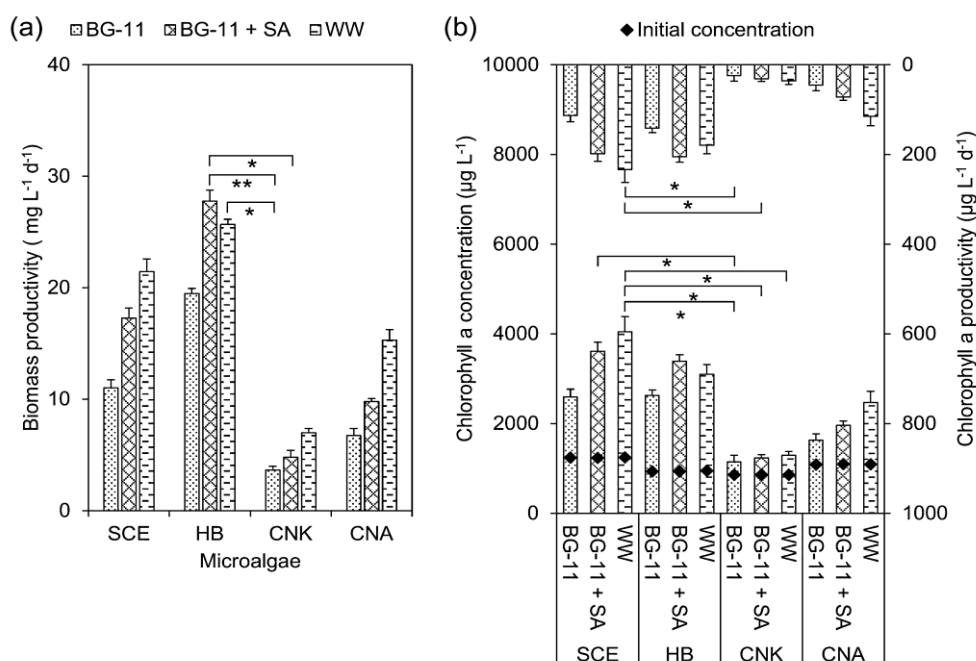 (a) BG-11 BG-11 + SA WW
Biomass productivity ( mg L⁻¹ d⁻¹)
40
30
20
10
0
*
**
*
SCE HB CNK CNA
Microalgae
(b) Initial concentration
Chlorophyll a concentration (µg L⁻¹)
10000
8000
6000
4000
2000
0
*
*
*
*
*
*
Chlorophyll a productivity (µg L⁻¹ d⁻¹)
0
200
400
600
800
1000
BG-11 BG-11 + SA WW BG-11 BG-11 + SA WW BG-11 BG-11 + SA WW BG-11 BG-11 + SA WW
SCE HB CNK CNA